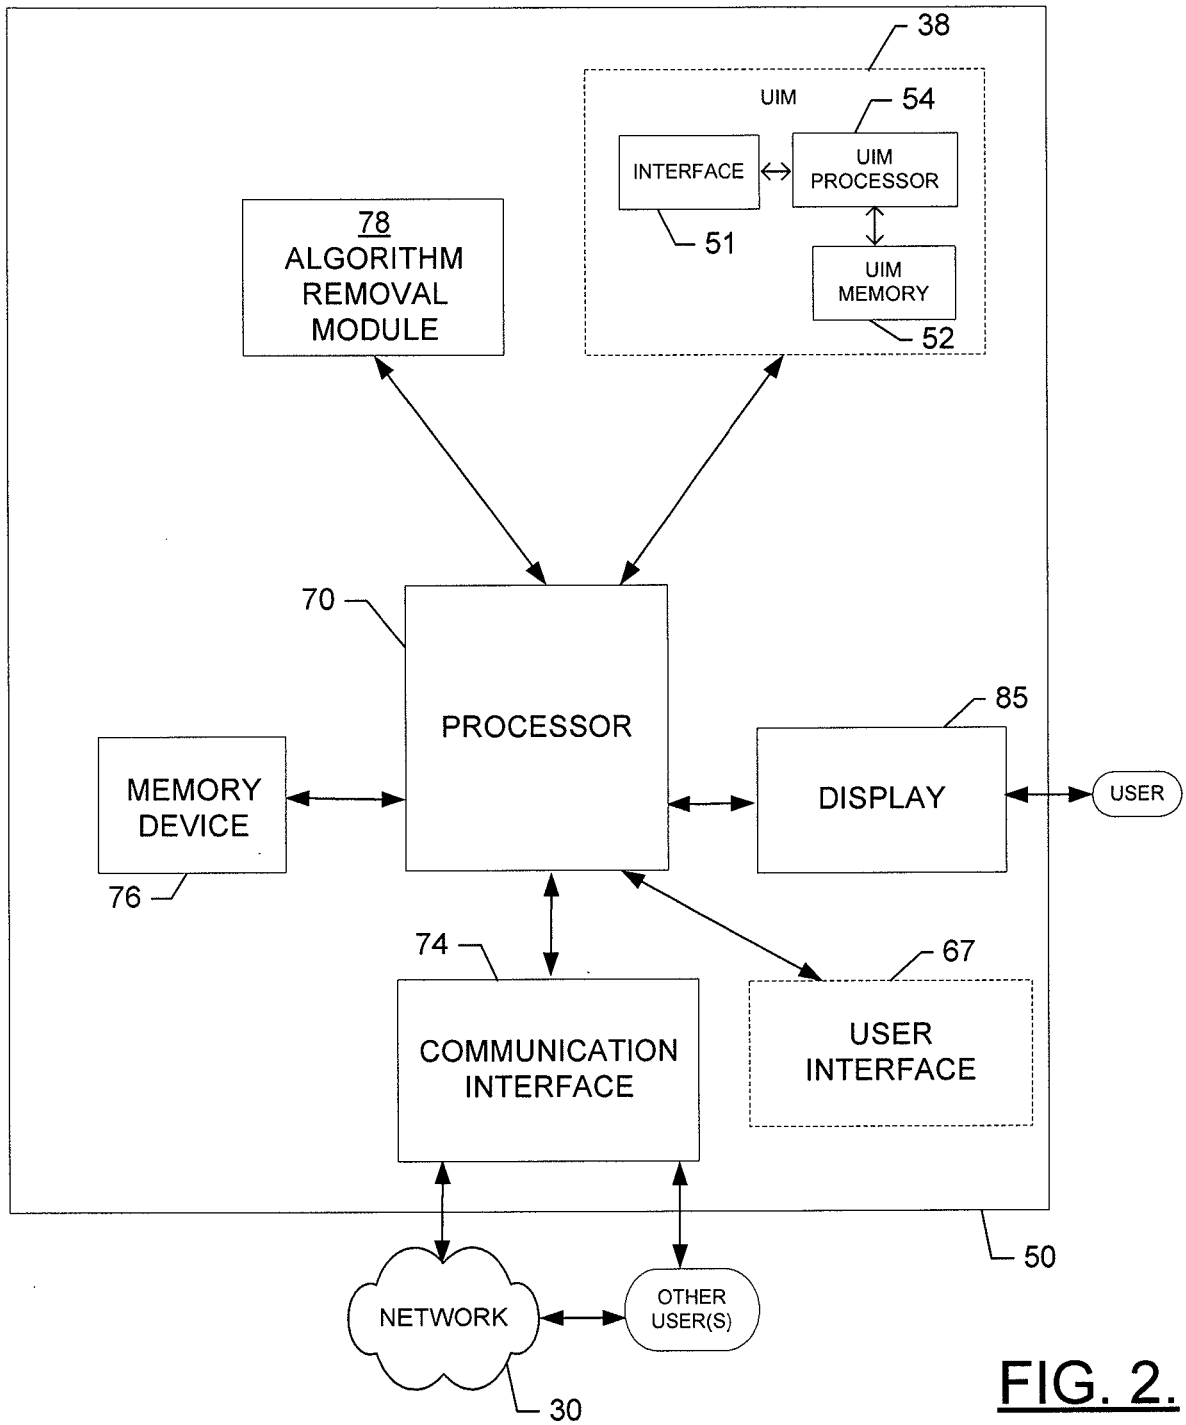 38
UIM
54
INTERFACE
UIM
PROCESSOR
51
UIM
MEMORY
52
78
ALGORITHM
REMOVAL
MODULE
70
PROCESSOR
85
DISPLAY
USER
MEMORY
DEVICE
76
74
COMMUNICATION
INTERFACE
67
USER
INTERFACE
50
NETWORK
30
OTHER
USER(S)
FIG. 2.